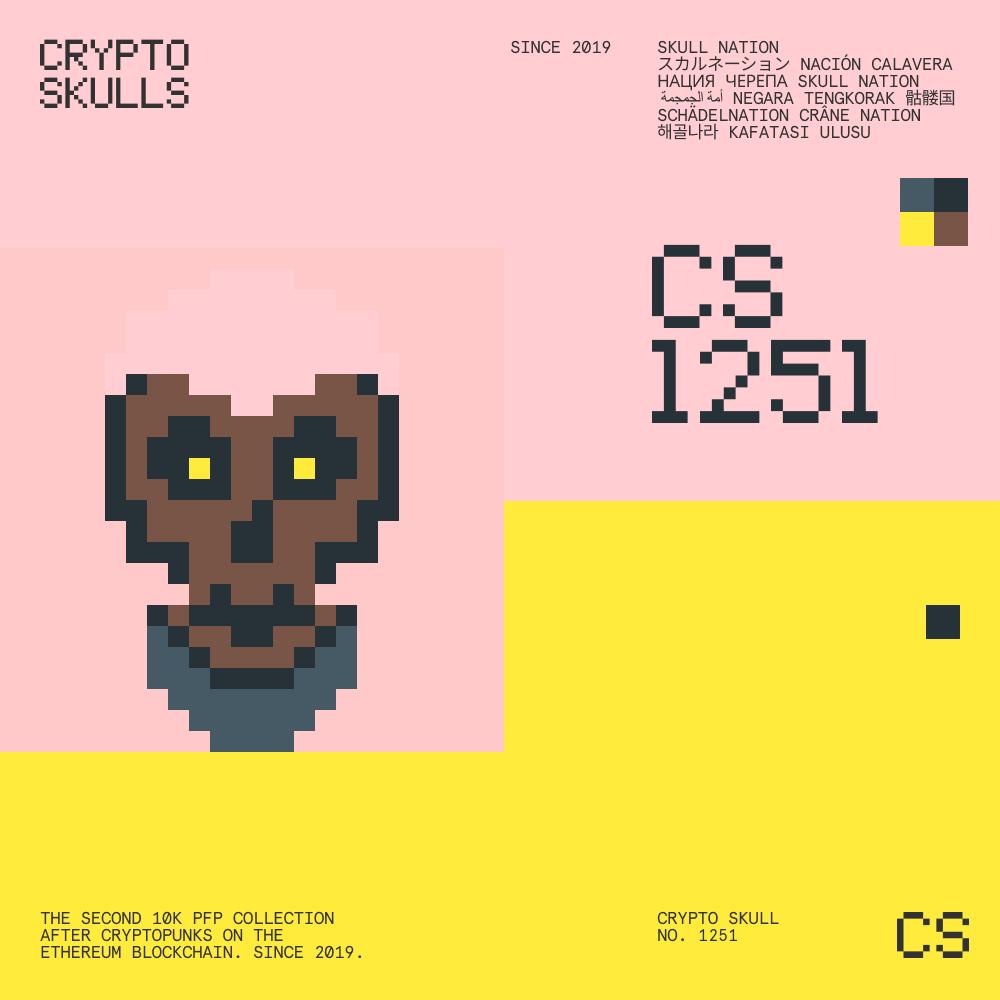 CRYPTO
SKULLS
SINCE 2019
SKULL NATION
スカルネーション NACIÓN CALAVERA
НАЦИЯ ЧЕРЕПА SKULL NATION
أمة الجمجمة NEGARA TENGKORAK 骷髅国
SCHÄDELNATION CRÂNE NATION
해골나라 KAFATASI ULUSU
CS
1251
THE SECOND 10K PFP COLLECTION
AFTER CRYPTOPUNKS ON THE
ETHEREUM BLOCKCHAIN. SINCE 2019.
CRYPTO SKULL
NO. 1251
CS